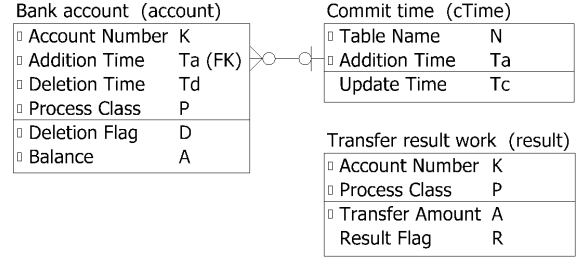 Bank account (account)
Account Number K
Addition Time Ta (FK)
Deletion Time Td
Process Class P
Deletion Flag D
Balance A
Commit time (cTime)
Table Name N
Addition Time Ta
Update Time Tc
Transfer result work (result)
Account Number K
Process Class P
Transfer Amount A
Result Flag R